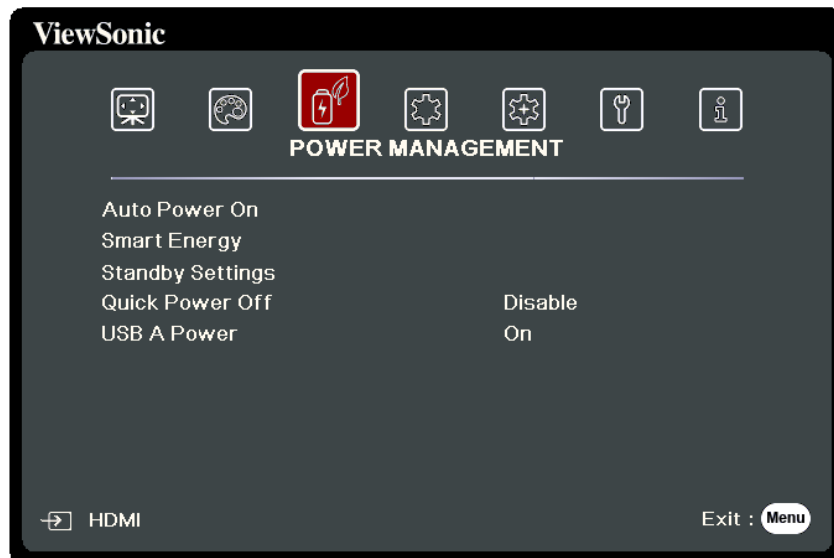 ViewSonic
POWER MANAGEMENT
Auto Power On
Smart Energy
Standby Settings
Quick Power Off Disable
USB A Power On
HDMI Exit : Menu